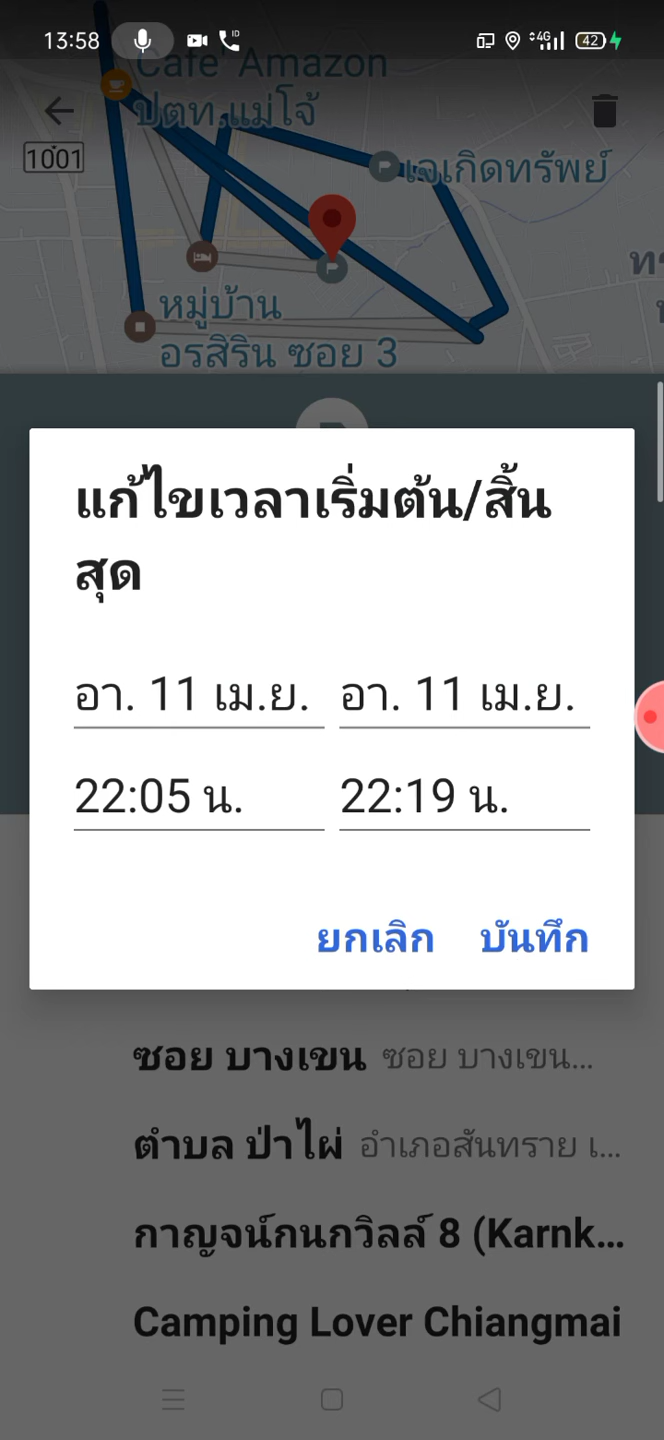 13:58
4G
42
Cafe Amazon
ปตท.แม่โจ้
1001
เจเกิดทรัพย์
หมู่บ้าน
อรสิริน ซอย 3
แก้ไขเวลาเริ่มต้น/สิ้น
สุด
อา. 11 เม.ย. อา. 11 เม.ย.
22:05 น. 22:19 น.
ยกเลิก บันทึก
ซอย บางเขน ซอย บางเขน...
ตำบล ป่าไผ่ อำเภอสันทราย เ...
กาญจน์กนกวิลล์ 8 (Karnk...
Camping Lover Chiangmai